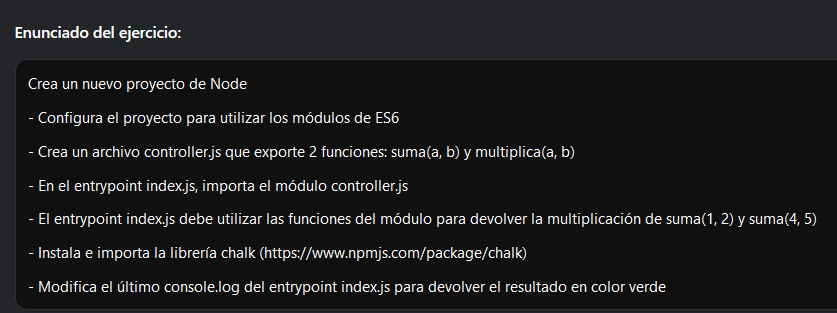 Enunciado del ejercicio:
Crea un nuevo proyecto de Node
- Configura el proyecto para utilizar los módulos de ES6
- Crea un archivo controller.js que exporte 2 funciones: suma(a, b) y multiplica(a, b)
- En el entrypoint index.js, importa el módulo controller.js
- El entrypoint index.js debe utilizar las funciones del módulo para devolver la multiplicación de suma(1, 2) y suma(4, 5)
- Instala e importa la librería chalk (https://www.npmjs.com/package/chalk)
- Modifica el último console.log del entrypoint index.js para devolver el resultado en color verde